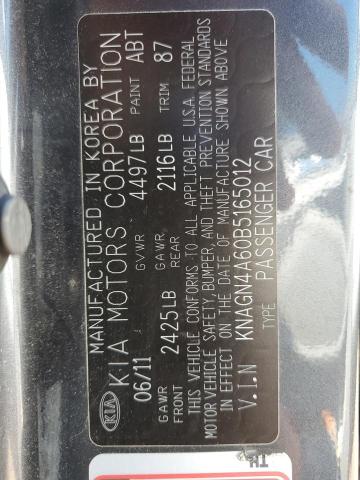 MANUFACTURED IN KOREA BY
KIA KIA MOTORS CORPORATION
06/11 GVWR 4497LB PAINT ABT
GAWR FRONT 2425LB GAWR REAR 2116LB TRIM 87
THIS VEHICLE CONFORMS TO ALL APPLICABLE U.S.A. FEDERAL
MOTOR VEHICLE SAFETY, BUMPER, AND THEFT PREVENTION STANDARDS
IN EFFECT ON THE DATE OF MANUFACTURE SHOWN ABOVE
V.I.N KNAGN4A60B5165012
TYPE PASSENGER CAR